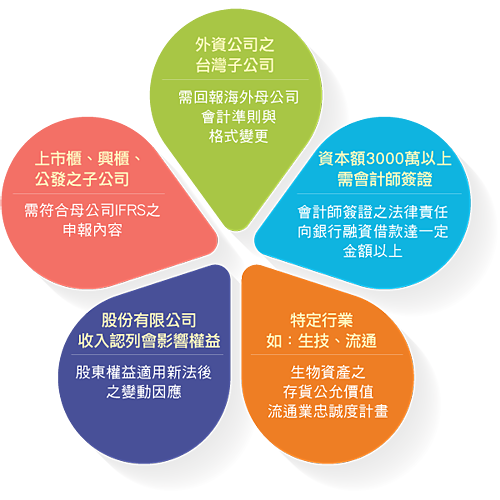 外資公司之
台灣子公司
需回報海外母公司
會計準則與
格式變更
上市櫃、興櫃、
公發之子公司
需符合母公司IFRS之
申報內容
資本額3000萬以上
需會計師簽證
會計師簽證之法律責任
向銀行融資借款達一定
金額以上
股份有限公司
收入認列會影響權益
股東權益適用新法後
之變動因應
特定行業
如：生技、流通
生物資產之
存貨公允價值
流通業忠誠度計畫